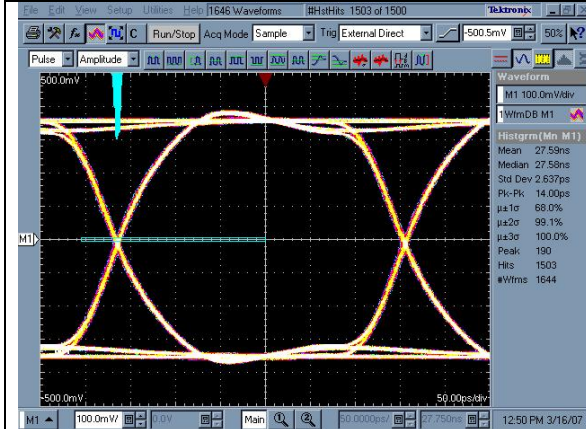 File Edit View Setup Utilities Help 1646 Waveforms #HstHits 1503 of 1500 Tektronix
C Run/Stop Acq Mode Sample Trig External Direct -500.5mV 50%
Pulse Amplitude
500.0mV
Waveform
M1 100.0mV/div
1 WfmDB M1
Histgrm(Mn M1)
Mean 27.59ns
Median 27.58ns
Std Dev 2.637ps
Pk-Pk 14.00ps
µ±1σ 68.0%
µ±2σ 99.1%
µ±3σ 100.0%
Peak 190
Hits 1503
#Wfms 1644
M1
-500.0mV 50.00ps/div
M1 100.0mV/ 0.0V Main 50.0000ps/ 27.750ns 12:50 PM 3/16/07